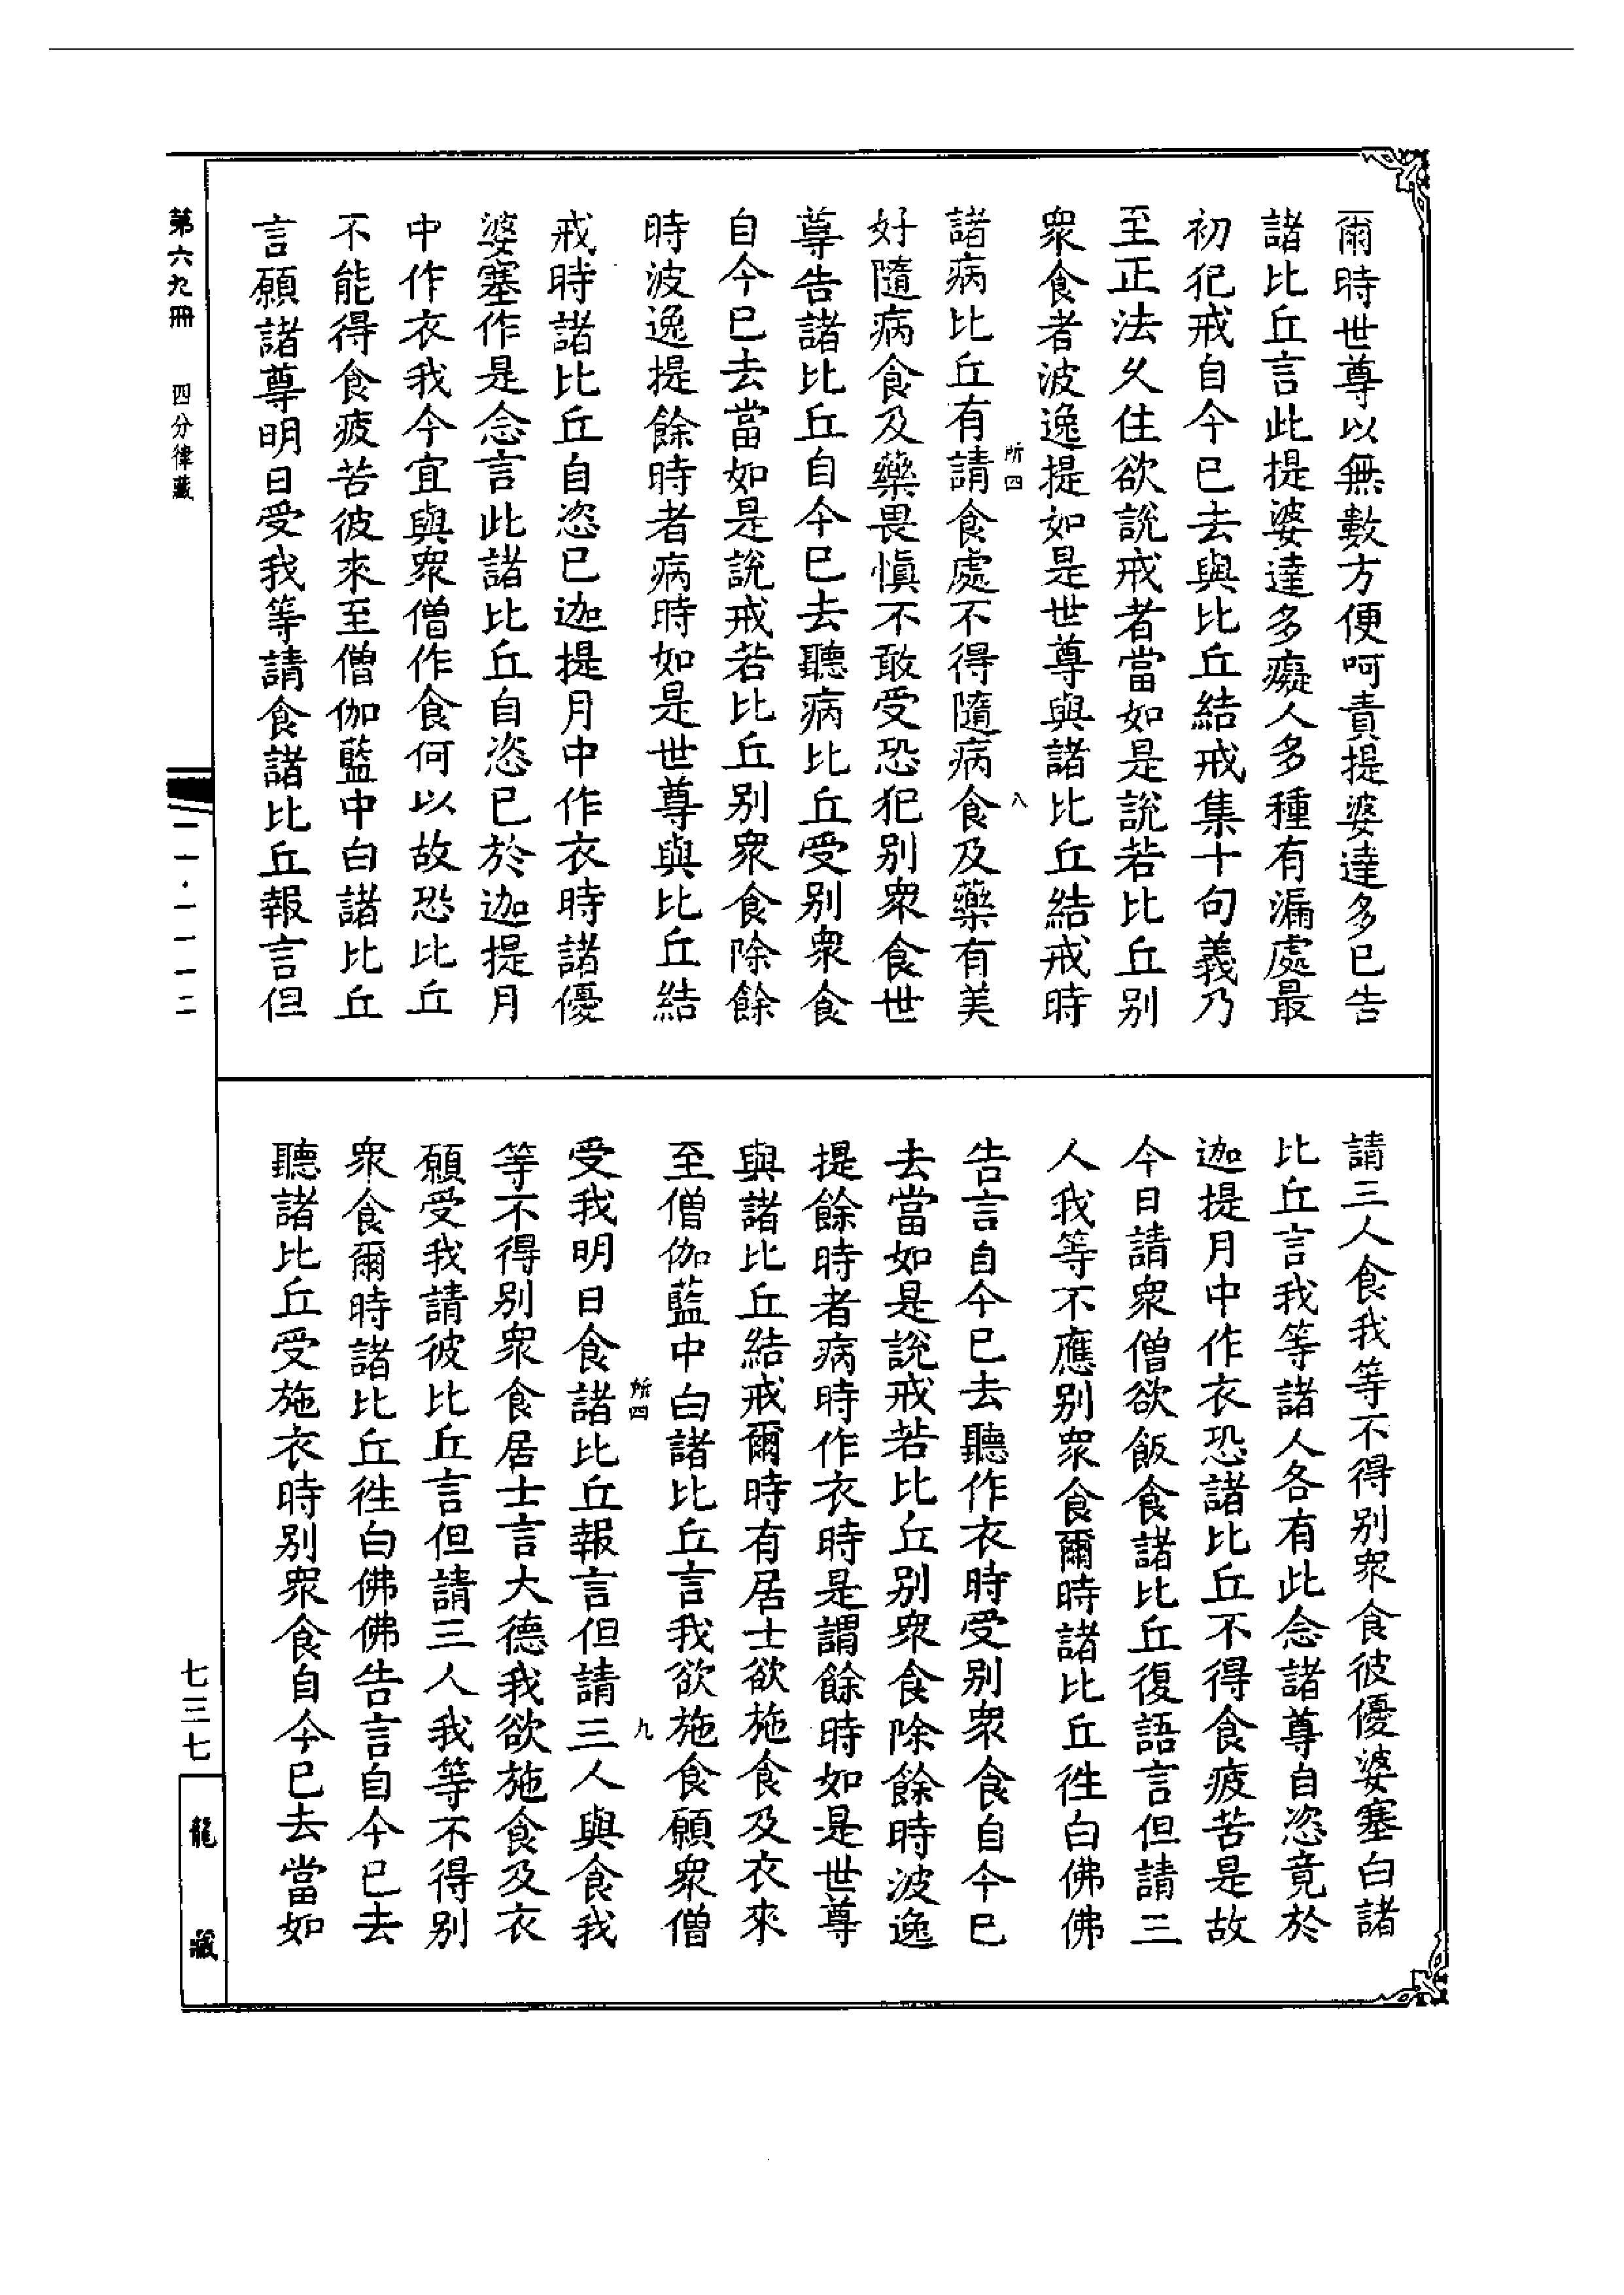 爾時世尊以無數方便呵責提婆達多已告
諸比丘言此提婆達多癡人多種有漏處最
初犯戒自今已去與比丘結戒集十句義乃
至正法久住欲說戒者當如是說若比丘別
衆食者波逸提如是世尊與諸比丘結戒時
所四
八
諸病比丘有請食處不得隨病食及藥有美
好隨病食及藥畏慎不敢受恐犯別衆食世
尊告諸比丘自今已去聽病比丘受別衆食
自今已去當如是說戒若比丘別衆食除餘
時波逸提餘時者病時如是世尊與比丘結
戒時諸比丘自恣已迦提月中作衣時諸優
婆塞作是念言此諸比丘自恣已於迦提月
中作衣我今宜與衆僧作食何以故恐比丘
不能得食疲苦彼來至僧伽藍中白諸比丘
言願諸尊明日受我等請食諸比丘報言但
請三人食我等不得別衆食彼優婆塞白諸
比丘言我等諸人各有此念諸尊自恣竟於
迦提月中作衣恐諸比丘不得食疲苦是故
今日請衆僧欲飯食諸比丘復語言但請三
人我等不應別衆食爾時諸比丘徃白佛佛
告言自今已去聽作衣時受別衆食自今已
去當如是說戒若比丘別衆食除餘時波逸
提餘時者病時作衣時是謂餘時如是世尊
與諸比丘結戒爾時有居士欲施食及衣來
至僧伽藍中白諸比丘言我欲施食願衆僧
所四
九
受我明日食諸比丘報言但請三人與食我
等不得別衆食居士言大德我欲施食及衣
願受我請彼比丘言但請三人我等不得別
衆食爾時諸比丘徃白佛佛告言自今已去
聽諸比丘受施衣時別衆食自今已去當如
第六九冊
四分律藏
一一·一一一二
七三七
龍藏